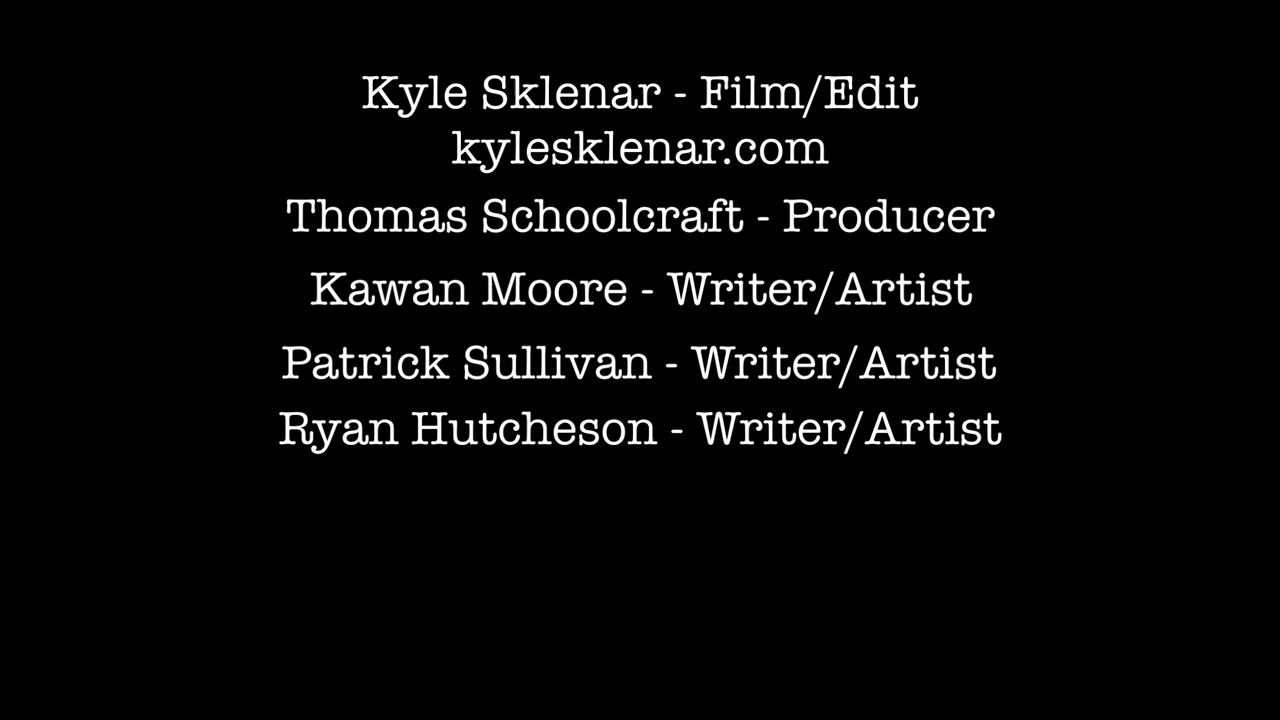 Kyle Sklenar - Film/Edit
kylesklenar.com
Thomas Schoolcraft - Producer
Kawan Moore - Writer/Artist
Patrick Sullivan - Writer/Artist
Ryan Hutcheson - Writer/Artist